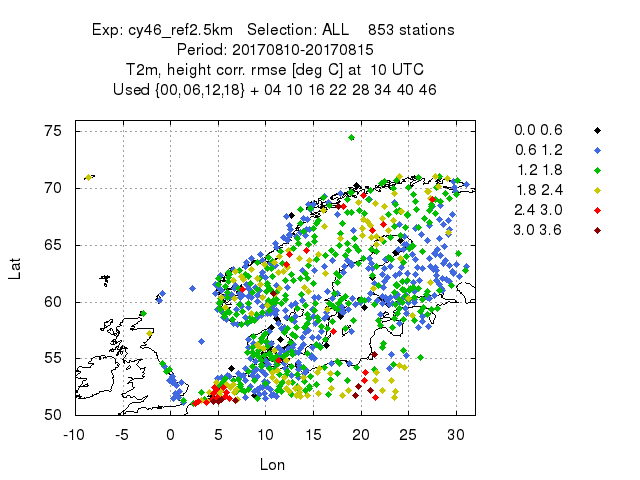 Exp: cy46_ref2.5km Selection: ALL 853 stations
Period: 20170810-20170815
T2m, height corr. rmse [deg C] at 10 UTC
Used {00,06,12,18} + 04 10 16 22 28 34 40 46
75
70
65
60
55
50
Lat
-10 -5 0 5 10 15 20 25 30
Lon
0.0 0.6
0.6 1.2
1.2 1.8
1.8 2.4
2.4 3.0
3.0 3.6